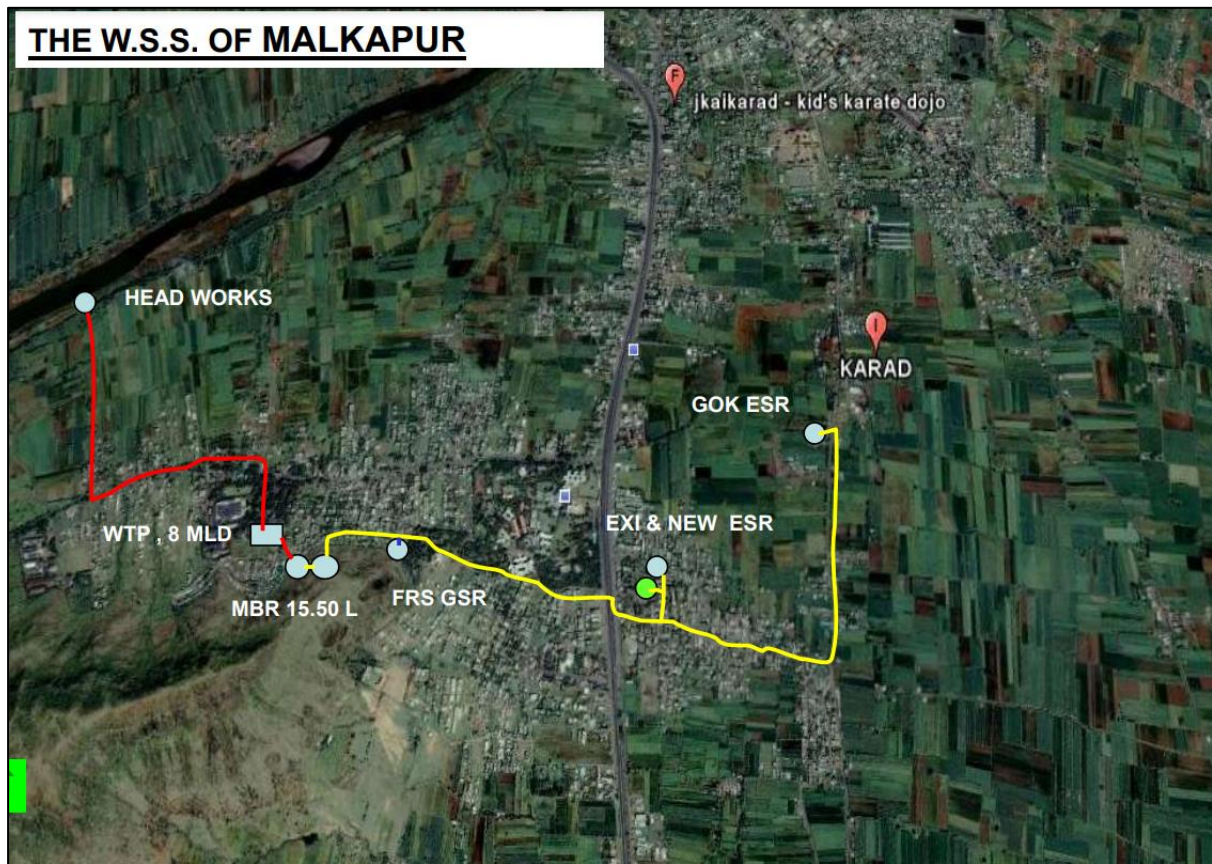 THE W.S.S. OF MALKAPUR
F
jkaikarad - kid's karate dojo
HEAD WORKS
I
KARAD
GOK ESR
WTP , 8 MLD
EXI & NEW ESR
MBR 15.50 L
FRS GSR